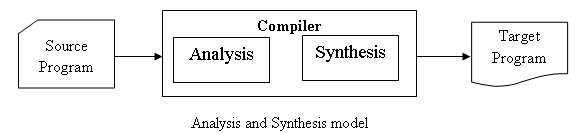 Compiler
Source
Program
Analysis
Synthesis
Target
Program
Analysis and Synthesis model